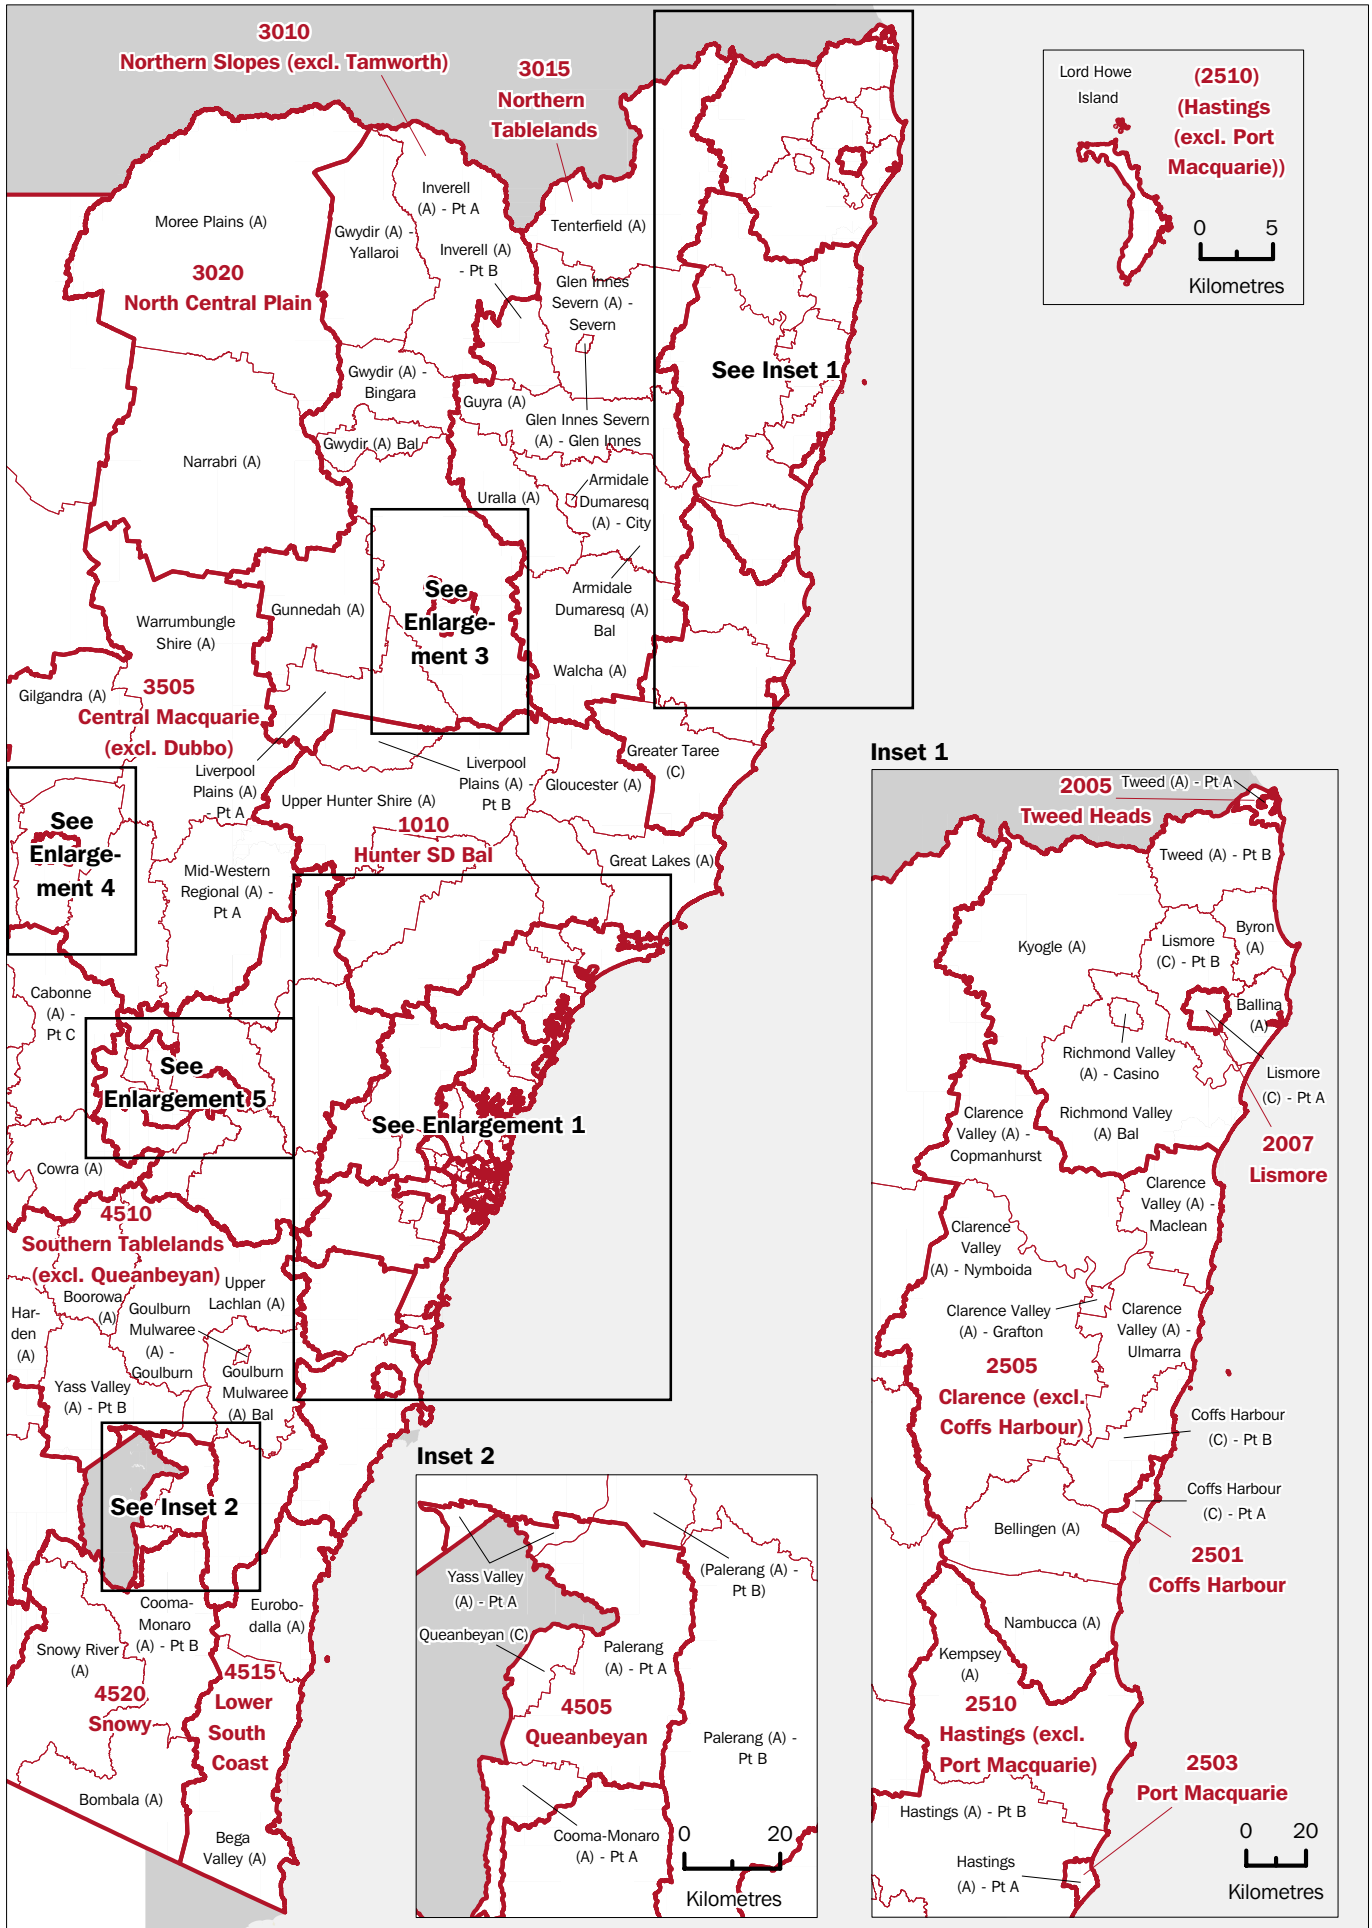 3010
Northern Slopes (excl. Tamworth)
3015
Northern
Tablelands
Lord Howe
Island
(2510)
(Hastings
(excl. Port
Macquarie))
0 5
Kilometres
Moree Plains (A)
3020
North Central Plain
Gwydir (A) -
Yallaroi
Inverell
(A) - Pt A
Inverell (A)
- Pt B
Tenterfield (A)
Glen Innes
Severn (A) -
Severn
See Inset 1
Gwydir (A) -
Bingara
Guyra (A)
Glen Innes Severn
(A) - Glen Innes
Gwydir (A) Bal
Narrabri (A)
Uralla (A)
Armidale
Dumaresq
(A) - City
See
Enlarge-
ment 3
Gunnedah (A)
Armidale
Dumaresq (A)
Bal
Warrumbungle
Shire (A)
Walcha (A)
Gilgandra (A)
3505
Central Macquarie
(excl. Dubbo)
Liverpool
Plains (A)
- Pt A
Liverpool
Plains (A) -
Pt B
Greater Taree
(C)
Gloucester (A)
Upper Hunter Shire (A)
1010
Hunter SD Bal
Great Lakes (A)
See
Enlarge-
ment 4
Mid-Western
Regional (A) -
Pt A
Cabonne
(A) -
Pt C
See
Enlargement 5
See Enlargement 1
Cowra (A)
4510
Southern Tablelands
(excl. Queanbeyan)
Boorowa
(A)
Upper
Lachlan (A)
Har-
den
(A)
Goulburn
Mulwaree
(A) -
Goulburn
Goulburn
Mulwaree
(A) Bal
Yass Valley
(A) - Pt B
See Inset 2
Cooma-
Monaro
(A) - Pt B
Eurobo-
dalla (A)
Snowy River
(A)
4520
Snowy
4515
Lower
South
Coast
Bombala (A)
Bega
Valley (A)
Inset 2
Yass Valley
(A) - Pt A
(Palerang (A) -
Pt B)
Queanbeyan (C)
Palerang
(A) - Pt A
4505
Queanbeyan
Palerang (A) -
Pt B
Cooma-Monaro
(A) - Pt A
0 20
Kilometres
Inset 1
2005
Tweed Heads
Tweed (A) - Pt A
Tweed (A) - Pt B
Kyogle (A)
Lismore
(C) - Pt B
Byron
(A)
Ballina
(A)
Richmond Valley
(A) - Casino
Lismore
(C) - Pt A
Clarence
Valley (A) -
Copmanhurst
Richmond Valley
(A) Bal
2007
Lismore
Clarence
Valley (A) -
Maclean
Clarence
Valley
(A) - Nymboida
Clarence Valley
(A) - Grafton
Clarence
Valley (A) -
Ulmarra
2505
Clarence (excl.
Coffs Harbour)
Coffs Harbour
(C) - Pt B
Coffs Harbour
(C) - Pt A
Bellingen (A)
2501
Coffs Harbour
Nambucca (A)
Kempsey
(A)
2510
Hastings (excl.
Port Macquarie)
2503
Port Macquarie
Hastings (A) - Pt B
Hastings
(A) - Pt A
0 20
Kilometres